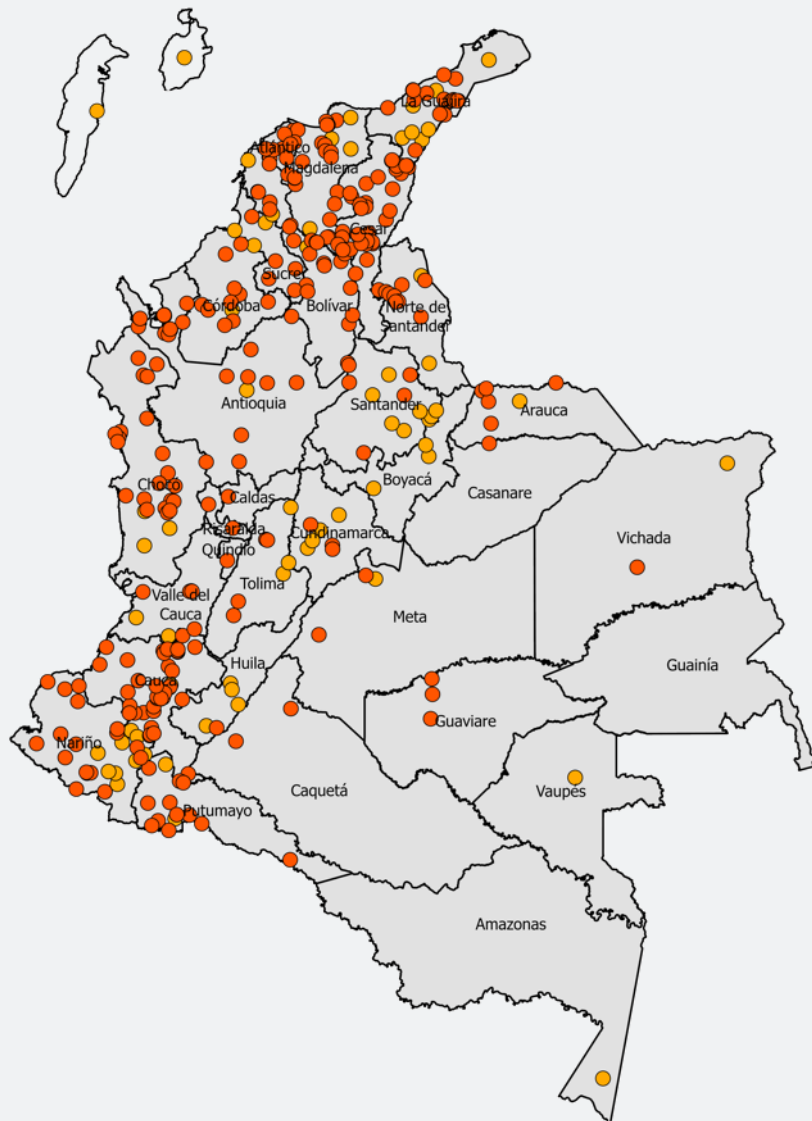 La Guajira
Atlántico
Magdalena
Cesar
Sucre
Córdoba
Bolívar
Norte de
Santander
Antioquia
Santander
Arauca
Boyacá
Casanare
Chocó
Caldas
Vichada
Risaralda
Cundinamarca
Quindío
Tolima
Valle del
Cauca
Meta
Huila
Guainía
Cauca
Guaviare
Nariño
Caquetá
Vaupés
Putumayo
Amazonas